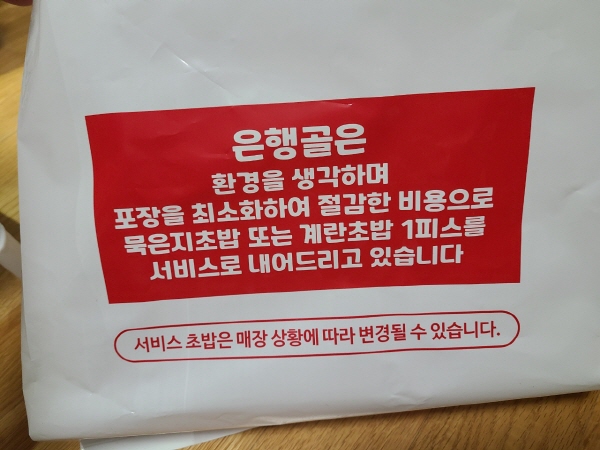 은행골은
환경을 생각하며
포장을 최소화하여 절감한 비용으로
묵은지초밥 또는 계란초밥 1피스를
서비스로 내어드리고 있습니다
서비스 초밥은 매장 상황에 따라 변경될 수 있습니다.